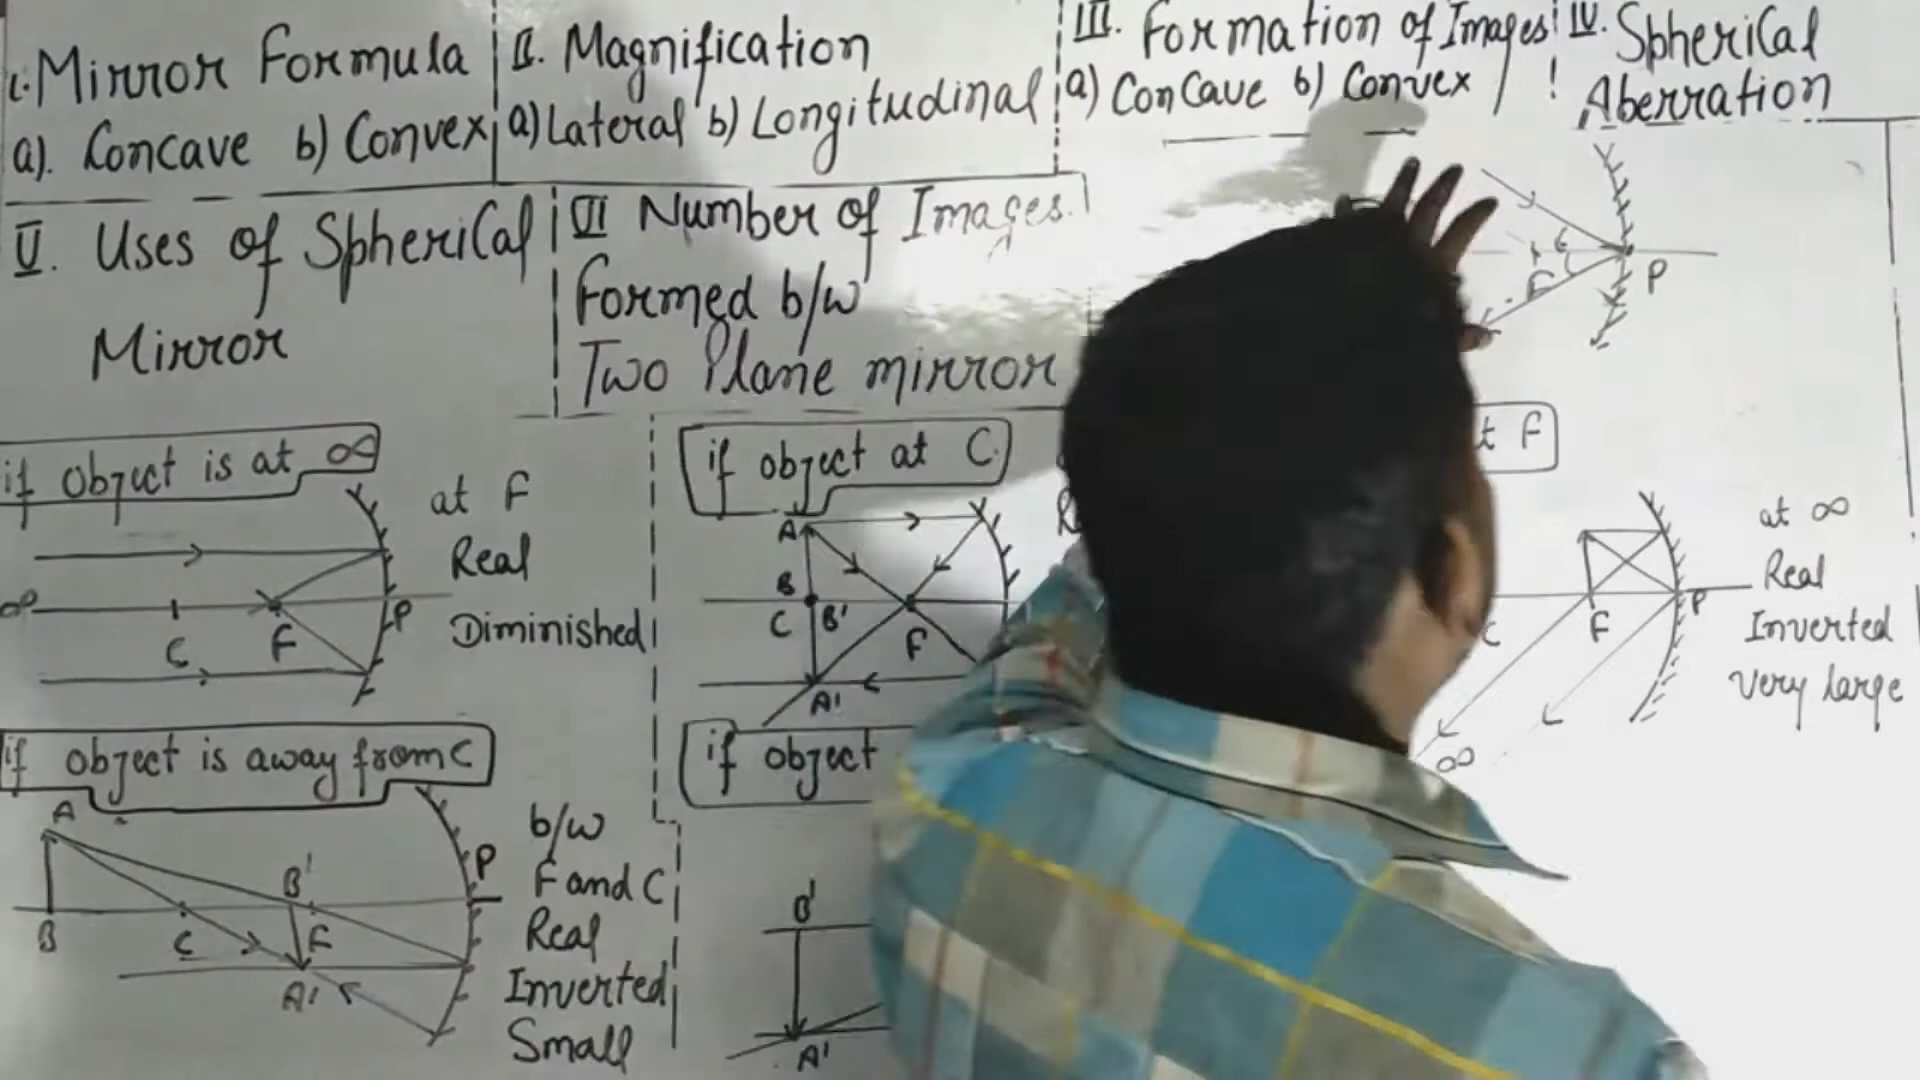 I. Mirror Formula
a). Concave b) Convex
II. Magnification
a) Lateral b) Longitudinal
III. Formation of Images
a) Concave b) Convex
IV. Spherical
Aberration
V. Uses of Spherical
Mirror
VI Number of Images
Formed b/w
Two Plane mirror
F
P
if object is at ∞
at F
Real
Diminished
∞
C
F
P
if object at C
A
B
C
B'
F
A'
t F
at ∞
Real
Inverted
very large
C
F
P
∞
if object is away from C
A
B
C
B'
F
A'
P
b/w
F and C
Real
Inverted
Small
if object
B'
A'